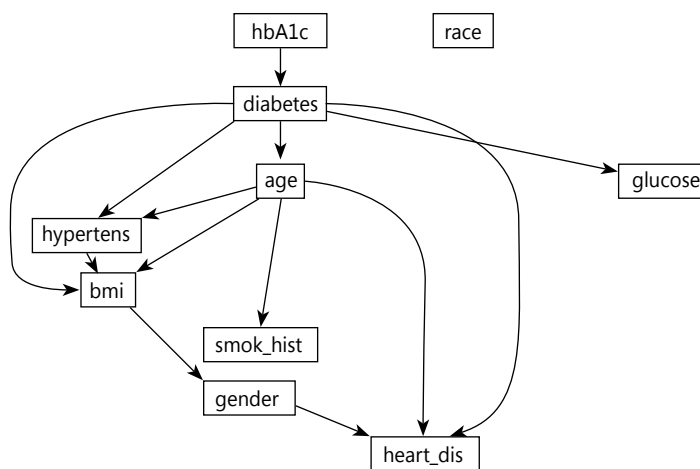 hbA1c
race
diabetes
age
glucose
hypertens
bmi
smok_hist
gender
heart_dis